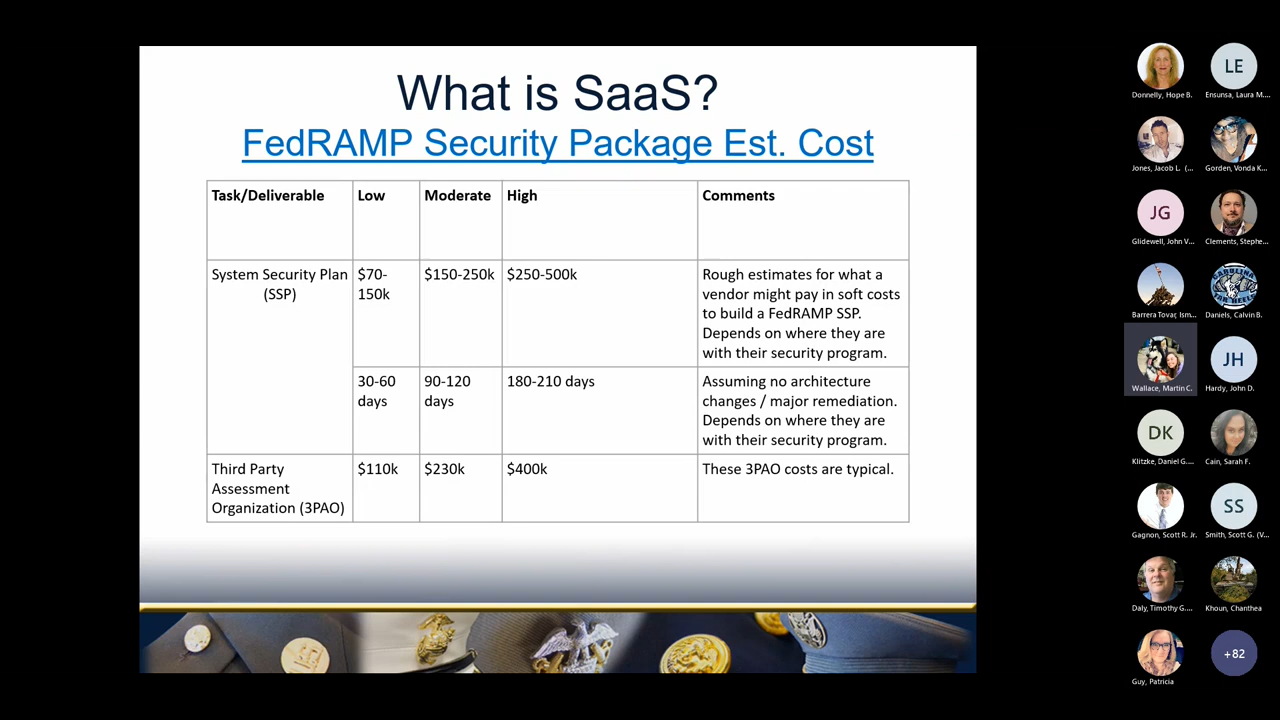 What is SaaS?
FedRAMP Security Package Est. Cost
Task/Deliverable
Low
Moderate
High
Comments
System Security Plan
(SSP)
$70-
150k
$150-250k
$250-500k
Rough estimates for what a
vendor might pay in soft costs
to build a FedRAMP SSP.
Depends on where they are
with their security program.
30-60
days
90-120
days
180-210 days
Assuming no architecture
changes / major remediation.
Depends on where they are
with their security program.
Third Party
Assessment
Organization (3PAO)
$110k
$230k
$400k
These 3PAO costs are typical.
Donnelly, Hope B.
LE
Ensunsa, Laura M....
Jones, Jacob L. (...
Gorden, Vonda K...
JG
Glidewell, John V...
Clements, Stephe...
Barrera Tovar, Ism...
CAROLINA
TAR HEELS
Daniels, Calvin B.
Wallace, Martin C.
JH
Hardy, John D.
DK
Klitzke, Daniel G....
Cain, Sarah F.
Gagnon, Scott R. Jr.
SS
Smith, Scott G. (V...
Daly, Timothy G....
Khoun, Chanthea
Guy, Patricia
+82